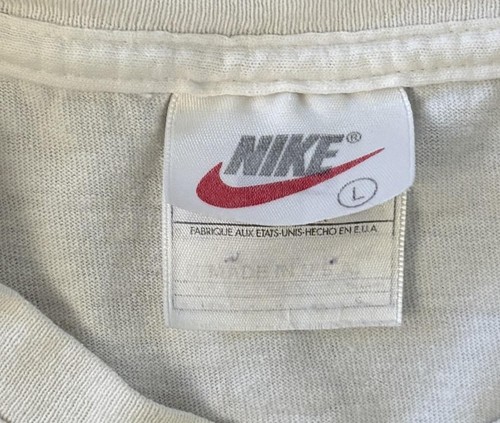 NIKE®
L
FABRIQUE AUX ETATS-UNIS-HECHO EN E.U.A.
MADE IN U.S.A.